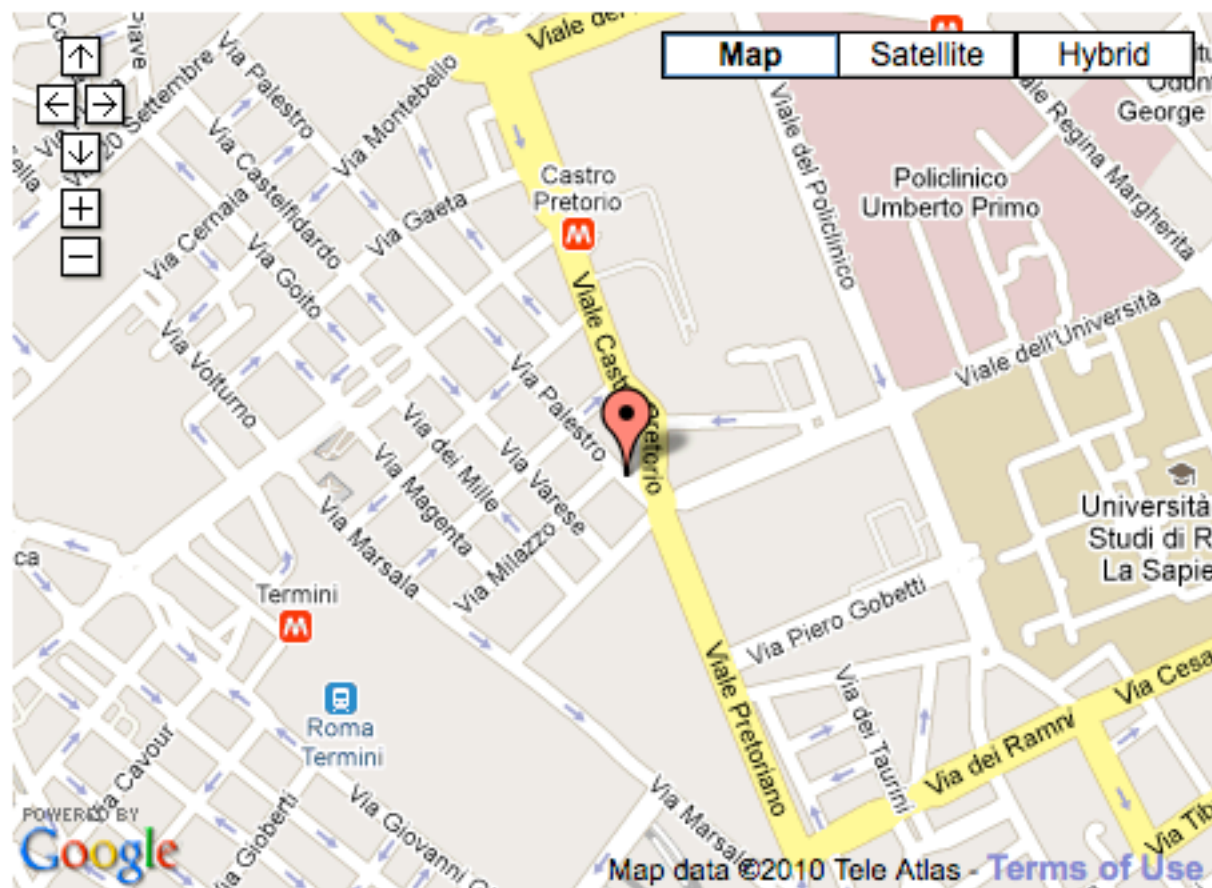 Viale del
Map
Satellite
Hybrid
Piave
20 Settembre
Via Palestro
Via Montebello
Viale del Policlinico
Viale Regina Margherita
George
Castro
Pretorio
Policlinico
Umberto Primo
Via Castelfidardo
Via Gaeta
Via Cernaia
Via Goito
Viale Castro Pretorio
Viale dell'Università
Via Volturno
Via Palestro
Via dei Mille
Via Varese
Via Magenta
Via Marsala
Via Milazzo
Università
Studi di R
La Sapie
ca
Termini
Via Piero Gobetti
Roma
Termini
Viale Pretoriano
Via dei Taurini
Via Cesa
Via dei Ramni
Via Cavour
Via Gioberti
Via Giovanni
Via Marsala
Via Tib
POWERED BY
Google
Map data ©2010 Tele Atlas - Terms of Use